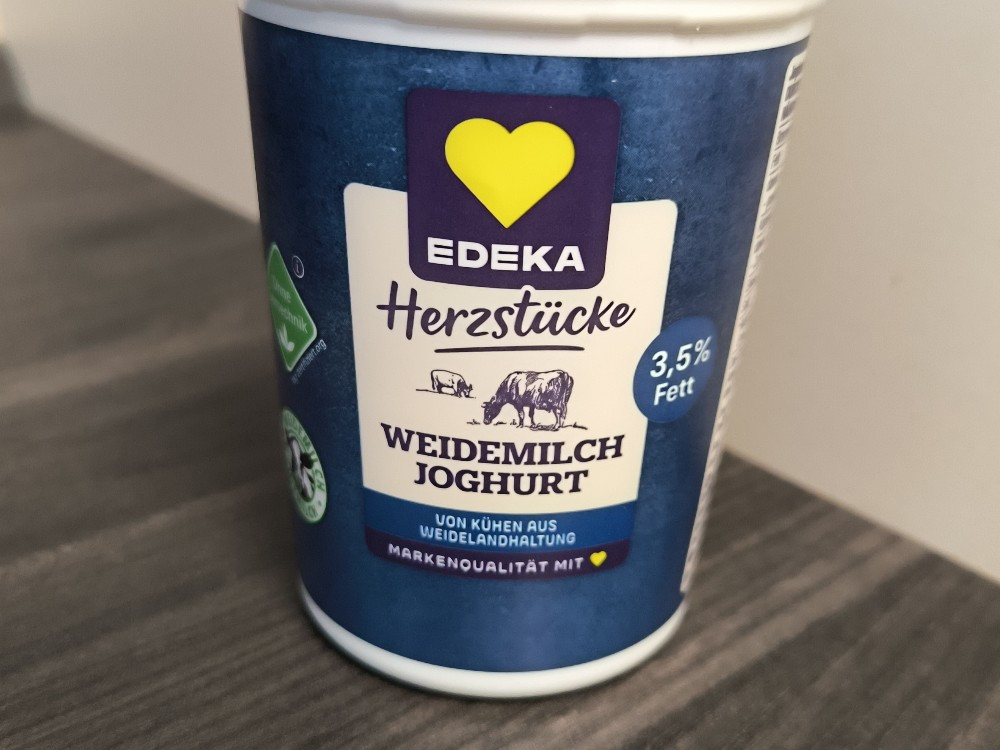 EDEKA
Herzstücke
3,5%
Fett
WEIDEMILCH
JOGHURT
VON KÜHEN AUS
WEIDELANDHALTUNG
MARKENQUALITÄT MIT